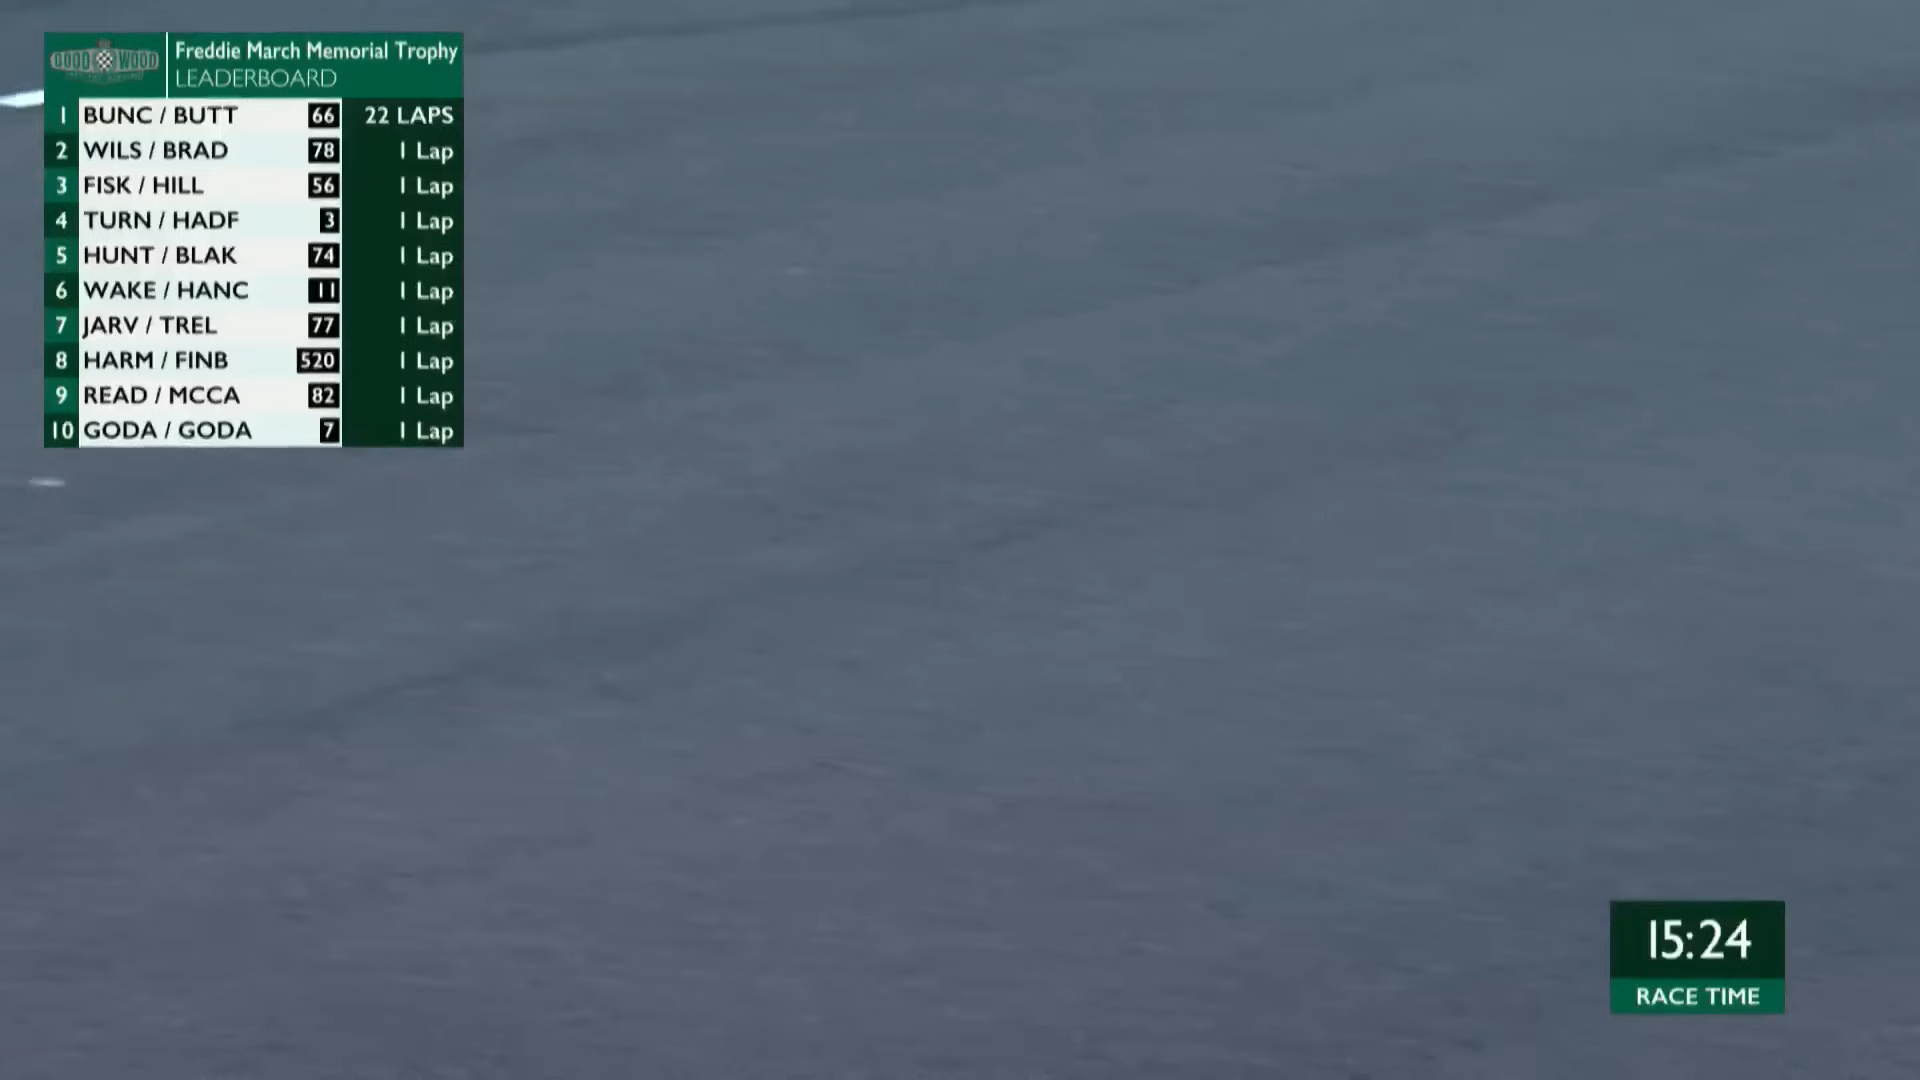 GOOD WOOD
Freddie March Memorial Trophy
LEADERBOARD
1 BUNC / BUTT 66 22 LAPS
2 WILS / BRAD 78 1 Lap
3 FISK / HILL 56 1 Lap
4 TURN / HADF 3 1 Lap
5 HUNT / BLAK 74 1 Lap
6 WAKE / HANC 11 1 Lap
7 JARV / TREL 77 1 Lap
8 HARM / FINB 520 1 Lap
9 READ / MCCA 82 1 Lap
10 GODA / GODA 7 1 Lap
15:24
RACE TIME